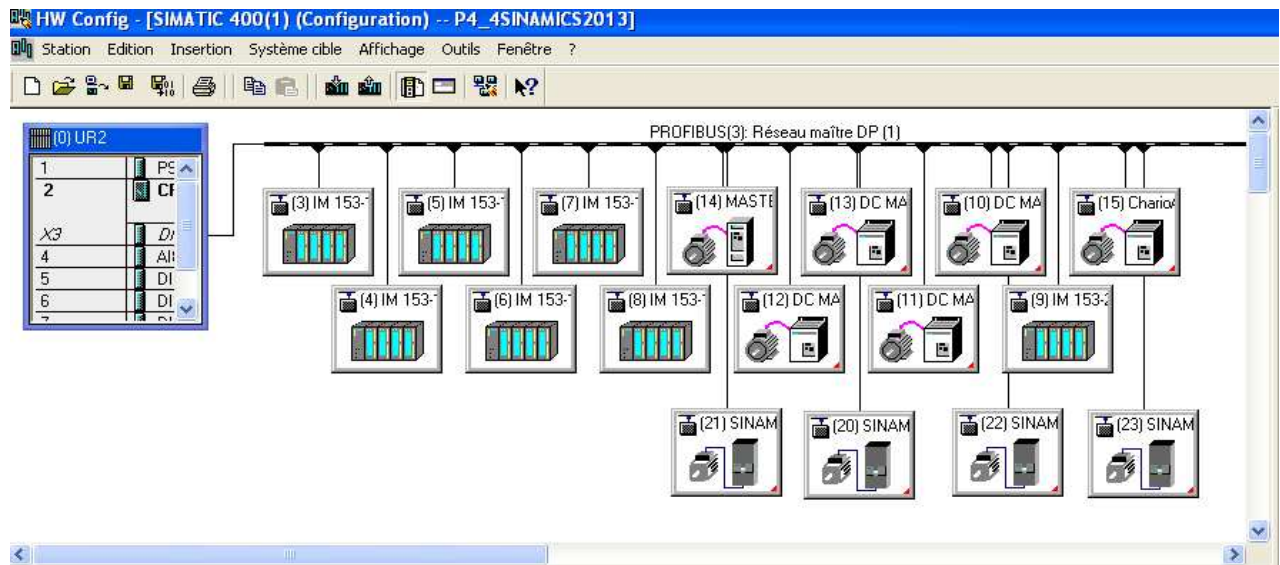 HW Config - [SIMATIC 400(1) (Configuration) -- P4_4SINAMICS2013]
Station Edition Insertion Système cible Affichage Outils Fenêtre ?
(0) UR2
1 PS
2
X3
4
5 DI
6 DI
PROFIBUS(3): Réseau maître DP (1)
(3) IM 153-
(5) IM 153-
(7) IM 153-
(14) MASTE
(13) DC MA
(10) DC MA
(15) Chario
(4) IM 153-
(6) IM 153-
(8) IM 153-
(12) DC MA
(11) DC MA
(9) IM 153-2
(21) SINAM
(20) SINAM
(22) SINAM
(23) SINAM